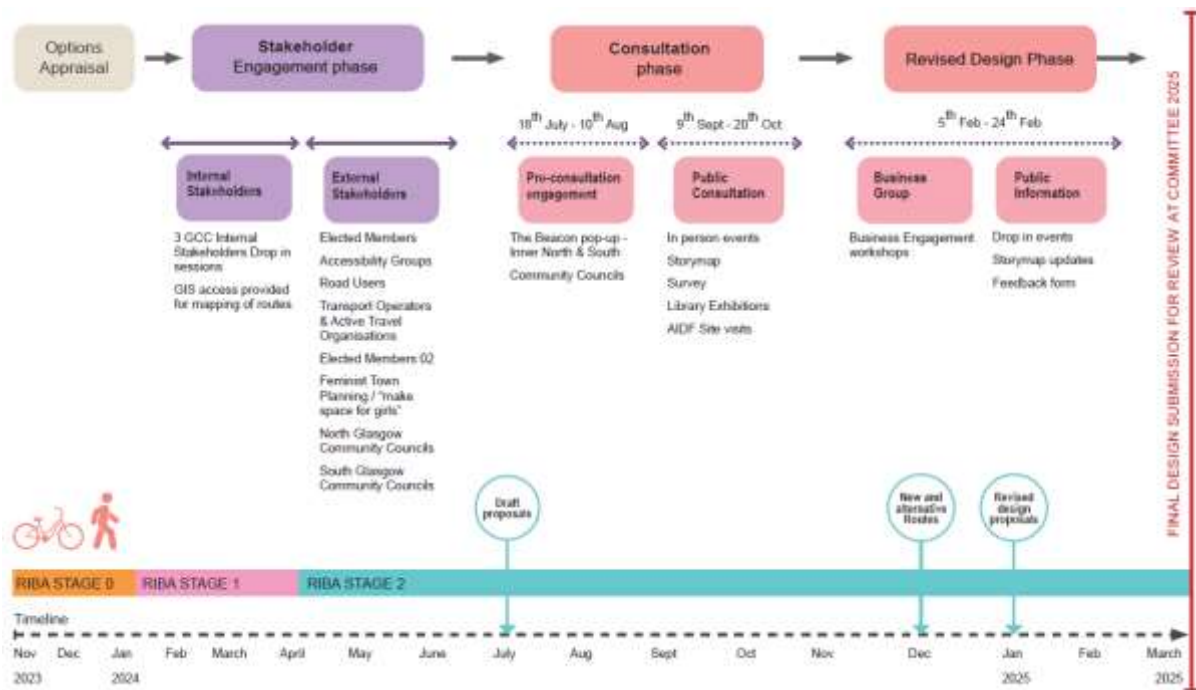 Options
Appraisal
Stakeholder
Engagement phase
Consultation
phase
Revised Design Phase
18th July - 10th Aug
9th Sept - 20th Oct
5th Feb - 24th Feb
Internal
Stakeholders
3 GCC Internal
Stakeholders Drop in
sessions
GIS access provided
for mapping of routes
External
Stakeholders
Elected Members
Accessibility Groups
Road Users
Transport Operators
& Active Travel
Organisations
Elected Members 02
Feminist Town
Planning / "make
space for girls"
North Glasgow
Community Councils
South Glasgow
Community Councils
Pre-consultation
engagement
The Beacon pop-up -
Inner North & South
Community Councils
Public
Consultation
In person events
Storymap
Survey
Library Exhibitions
AIDF Site visits
Business
Group
Business Engagement
workshops
Public
Information
Drop in events
Storymap updates
Feedback form
FINAL DESIGN SUBMISSION FOR REVIEW AT COMMITTEE 2025
Draft
proposals
New and
alternative
Routes
Revised
design
proposals
RIBA STAGE 0
RIBA STAGE 1
RIBA STAGE 2
Timeline
Nov Dec Jan Feb March April May June July Aug Sept Oct Nov Dec Jan Feb March
2023 2024 2025 2025